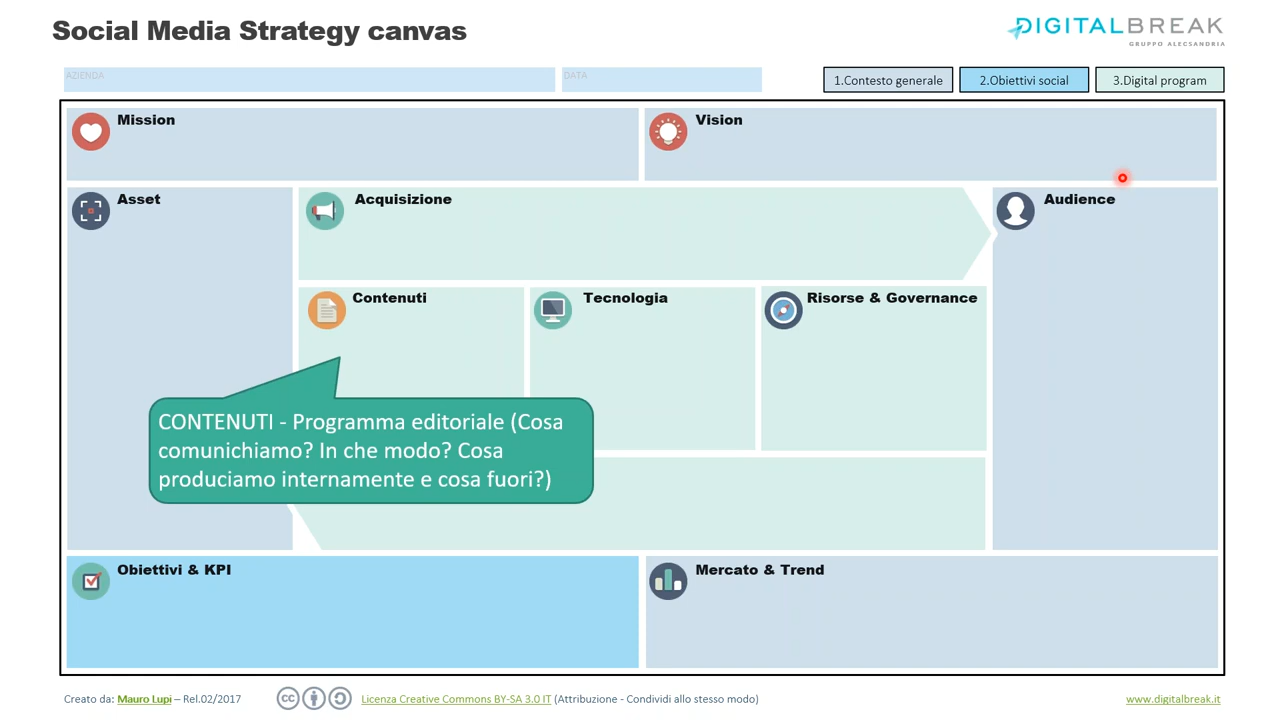 Social Media Strategy canvas
DIGITALBREAK
GRUPPO ALECSANDRIA
AZIENDA
DATA
1.Contesto generale
2.Obiettivi social
3.Digital program
Mission
Vision
Asset
Acquisizione
Audience
Contenuti
Tecnologia
Risorse & Governance
CONTENUTI - Programma editoriale (Cosa
comunichiamo? In che modo? Cosa
produciamo internamente e cosa fuori?)
Obiettivi & KPI
Mercato & Trend
Creato da: Mauro Lupi – Rel.02/2017
cc
Licenza Creative Commons BY-SA 3.0 IT (Attribuzione - Condividi allo stesso modo)
www.digitalbreak.it